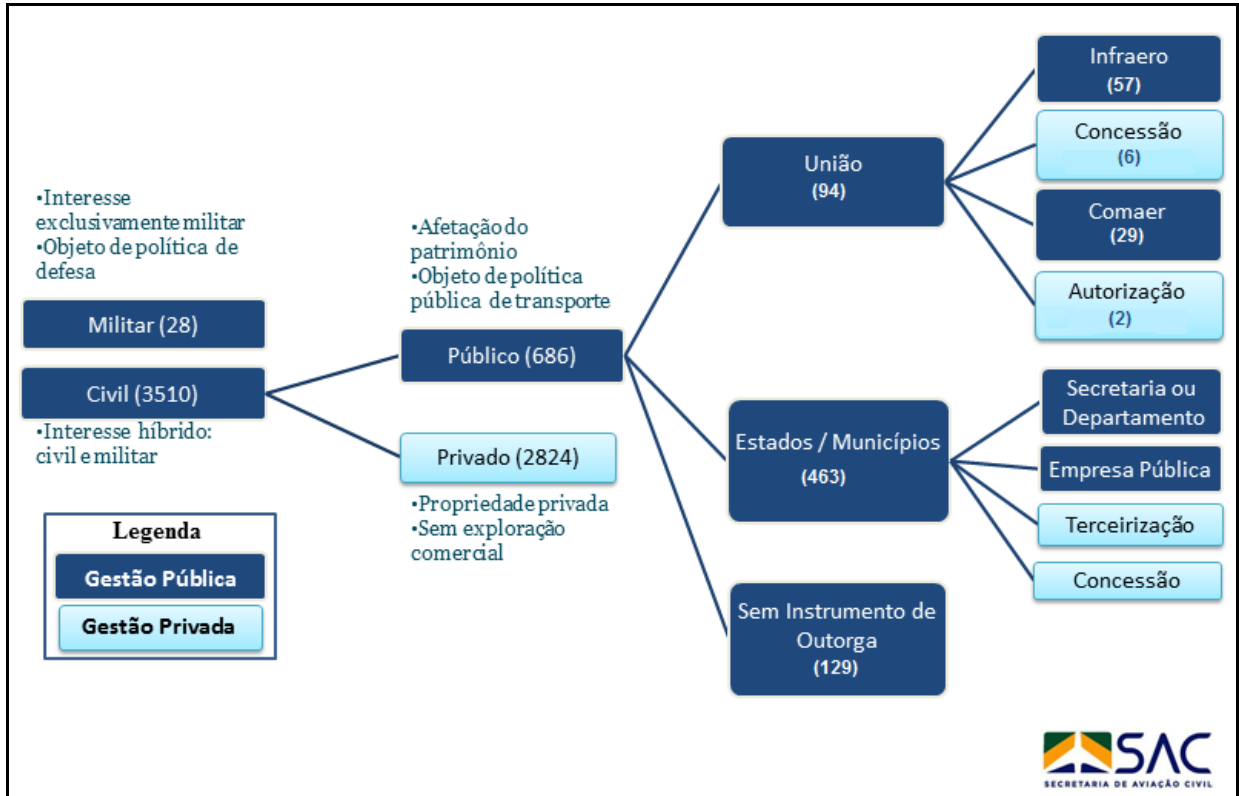 •Interesse
exclusivamente militar
•Objeto de política de
defesa
Militar (28)
Civil (3510)
•Interesse híbrido:
civil e militar
Legenda
Gestão Pública
Gestão Privada
•Afetação do
patrimônio
•Objeto de política
pública de transporte
Público (686)
Privado (2824)
•Propriedade privada
•Sem exploração
comercial
União
(94)
Estados / Municípios
(463)
Sem Instrumento de
Outorga
(129)
Infraero
(57)
Concessão
(6)
Comaer
(29)
Autorização
(2)
Secretaria ou
Departamento
Empresa Pública
Terceirização
Concessão
SAC
SECRETARIA DE AVIAÇÃO CIVIL